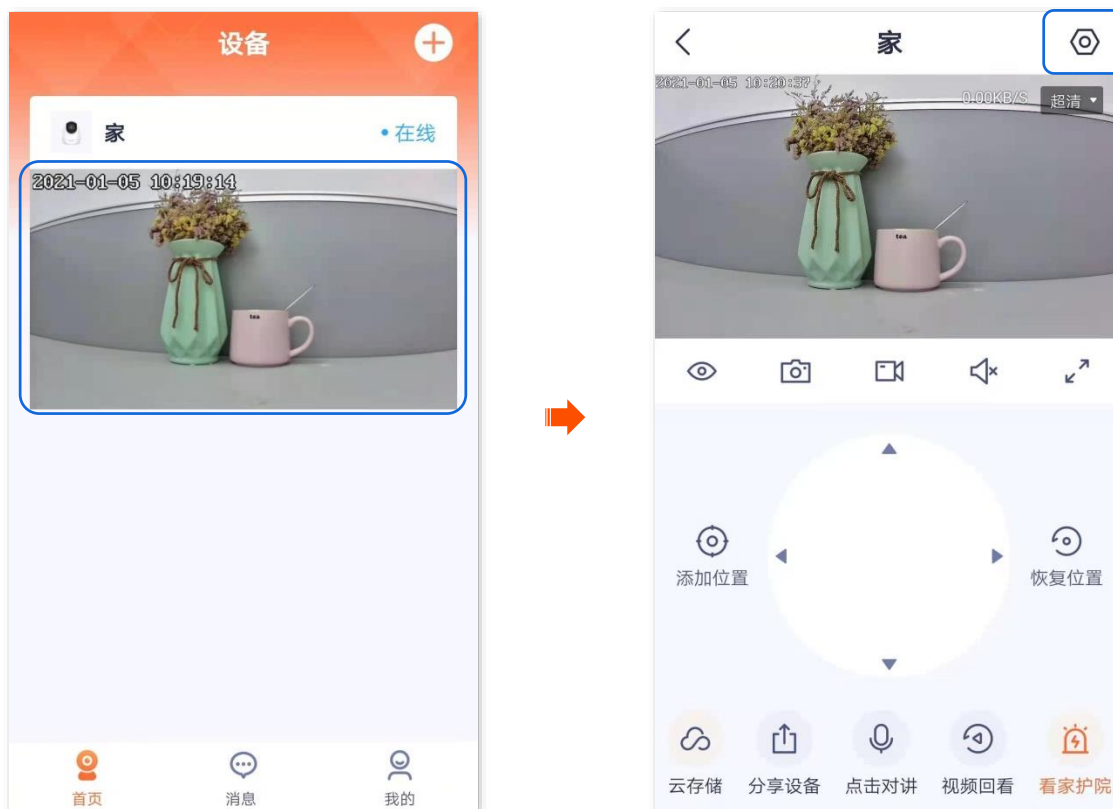 设备
家
在线
2021-01-05 10:19:14
tea
首页
消息
我的
家
2021-01-05 10:20:37
0.00KB/S
超清
tea
添加位置
恢复位置
云存储
分享设备
点击对讲
视频回看
看家护院